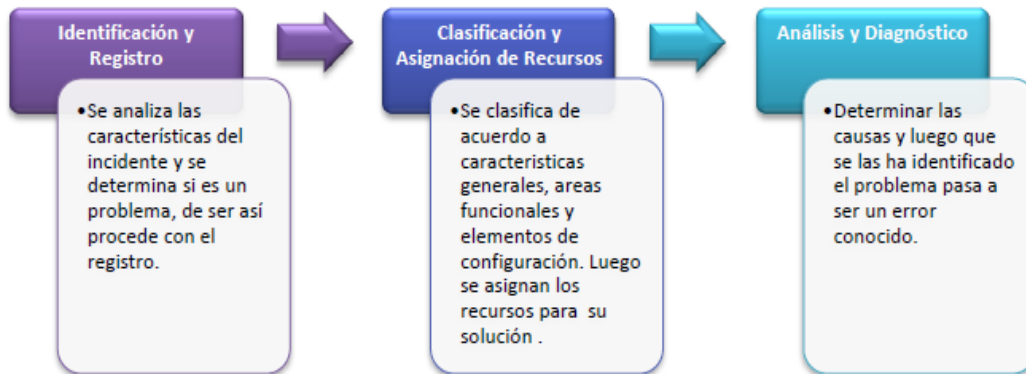 Identificación y
Registro
•Se analiza las
características del
incidente y se
determina si es un
problema, de ser así
procede con el
registro.
Clasificación y
Asignación de Recursos
•Se clasifica de
acuerdo a
caracteristicas
generales, areas
funcionales y
elementos de
configuración. Luego
se asignan los
recursos para su
solución .
Análisis y Diagnóstico
•Determinar las
causas y luego que
se las ha identificado
el problema pasa a
ser un error
conocido.